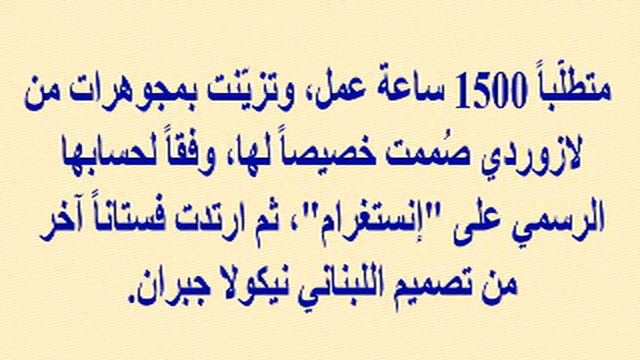 متطلّباً 1500 ساعة عمل، وتزيّنت بمجوهرات من
لازوردي صُممت خصيصاً لها، وفقاً لحسابها
الرسمي على "إنستغرام"، ثم ارتدت فستاناً آخر
من تصميم اللبناني نيكولا جبران.